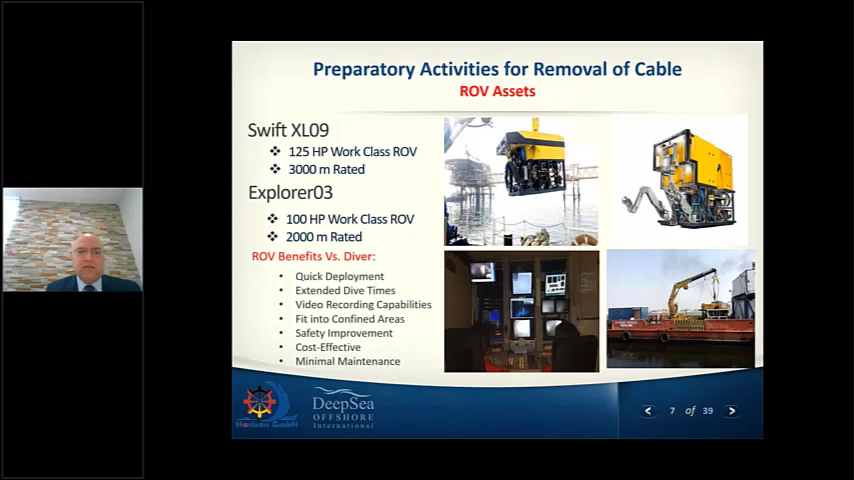 Preparatory Activities for Removal of Cable
ROV Assets
Swift XL09
❖ 125 HP Work Class ROV
❖ 3000 m Rated
Explorer03
❖ 100 HP Work Class ROV
❖ 2000 m Rated
ROV Benefits Vs. Diver:
• Quick Deployment
• Extended Dive Times
• Video Recording Capabilities
• Fit into Confined Areas
• Safety Improvement
• Cost-Effective
• Minimal Maintenance
Horizon GmbH
DeepSea
OFFSHORE
International
< 7 of 39 >